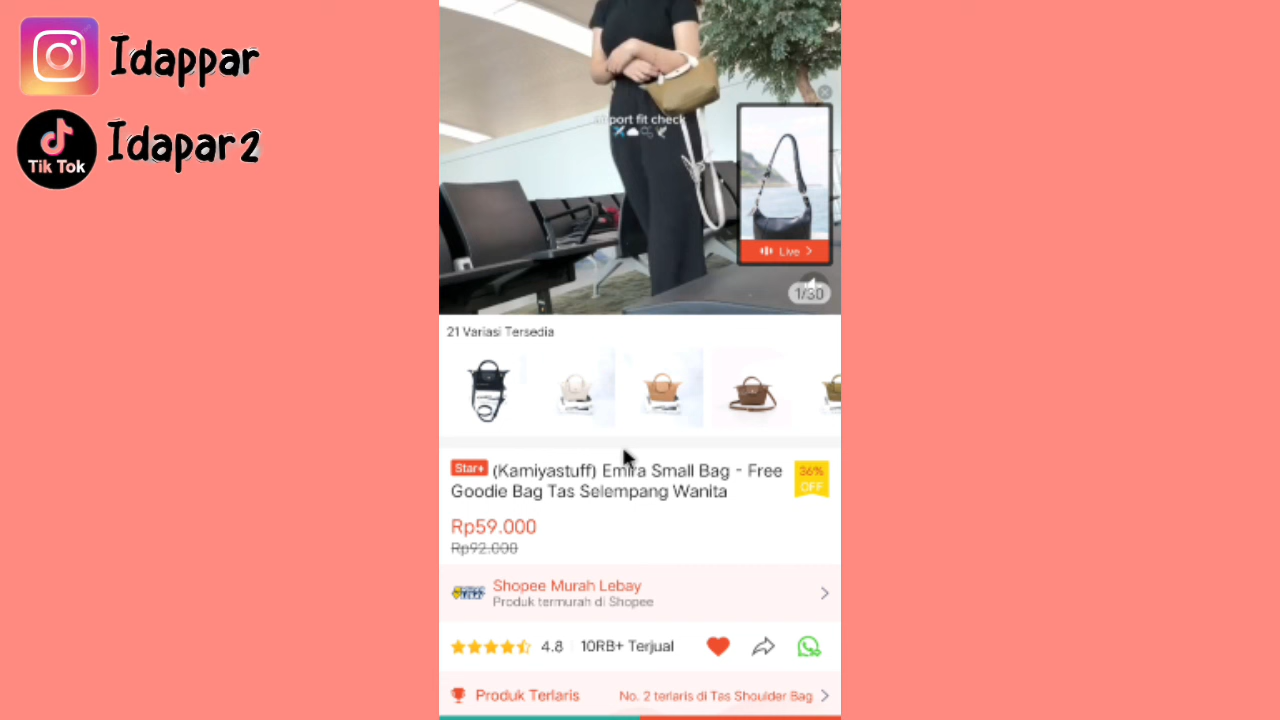 Idappar
Tik Tok
Idapar2
airport fit check
Live
1/30
21 Variasi Tersedia
Star+ (Kamiyastuff) Emira Small Bag - Free
Goodie Bag Tas Selempang Wanita
36%
OFF
Rp59.000
Rp92.000
Shopee Murah Lebay
Produk termurah di Shopee
4.8 10RB+ Terjual
Produk Terlaris
No. 2 terlaris di Tas Shoulder Bag